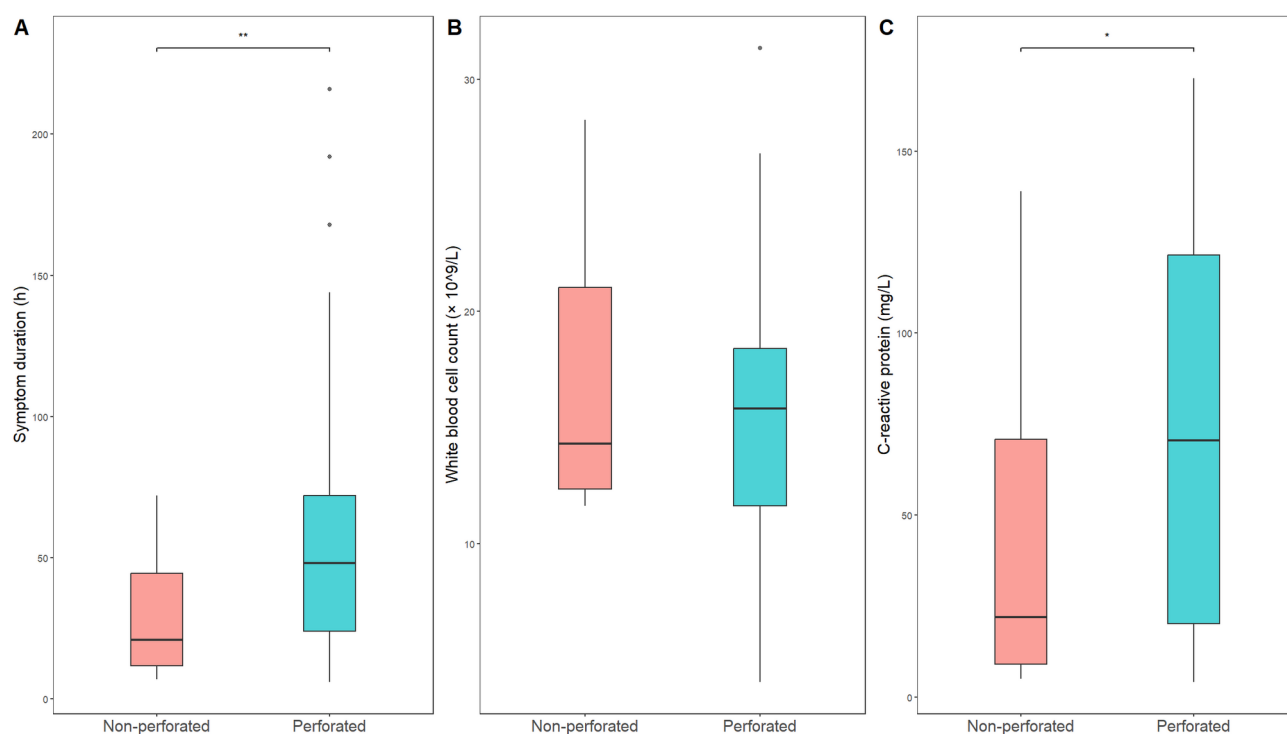 A
**
Symptom duration (h)
200
150
100
50
0
Non-perforated Perforated
B
White blood cell count (× 10^9/L)
30
20
10
Non-perforated Perforated
C
*
C-reactive protein (mg/L)
150
100
50
0
Non-perforated Perforated